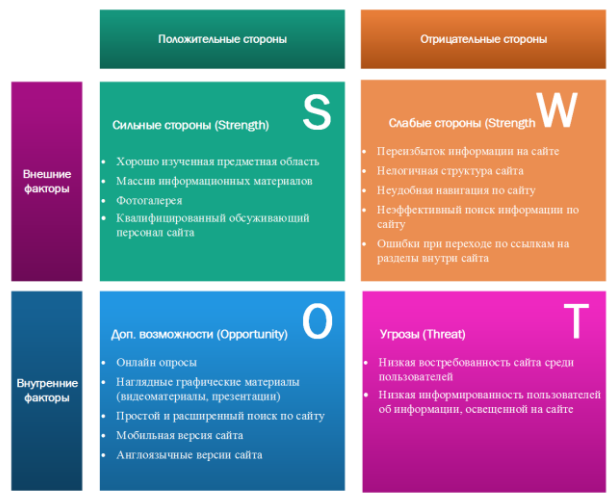 Положительные стороны
Отрицательные стороны
Внешние
факторы
S
Сильные стороны (Strength)
• Хорошо изученная предметная область
• Массив информационных материалов
• Фотогалерея
• Квалифицированный обсуживающий
персонал сайта
W
Слабые стороны (Strength
• Переизбыток информации на сайте
• Нелогичная структура сайта
• Неудобная навигация по сайту
• Неэффективный поиск информации по
сайту
• Ошибки при переходе по ссылкам на
разделы внутри сайта
Внутренние
факторы
O
Доп. возможности (Opportunity)
• Онлайн опросы
• Наглядные графические материалы
(видеоматериалы, презентации)
• Простой и расширенный поиск по сайту
• Мобильная версия сайта
• Англоязычные версии сайта
T
Угрозы (Threat)
• Низкая востребованность сайта среди
пользователей
• Низкая информированность пользователей
об информации, освещенной на сайте